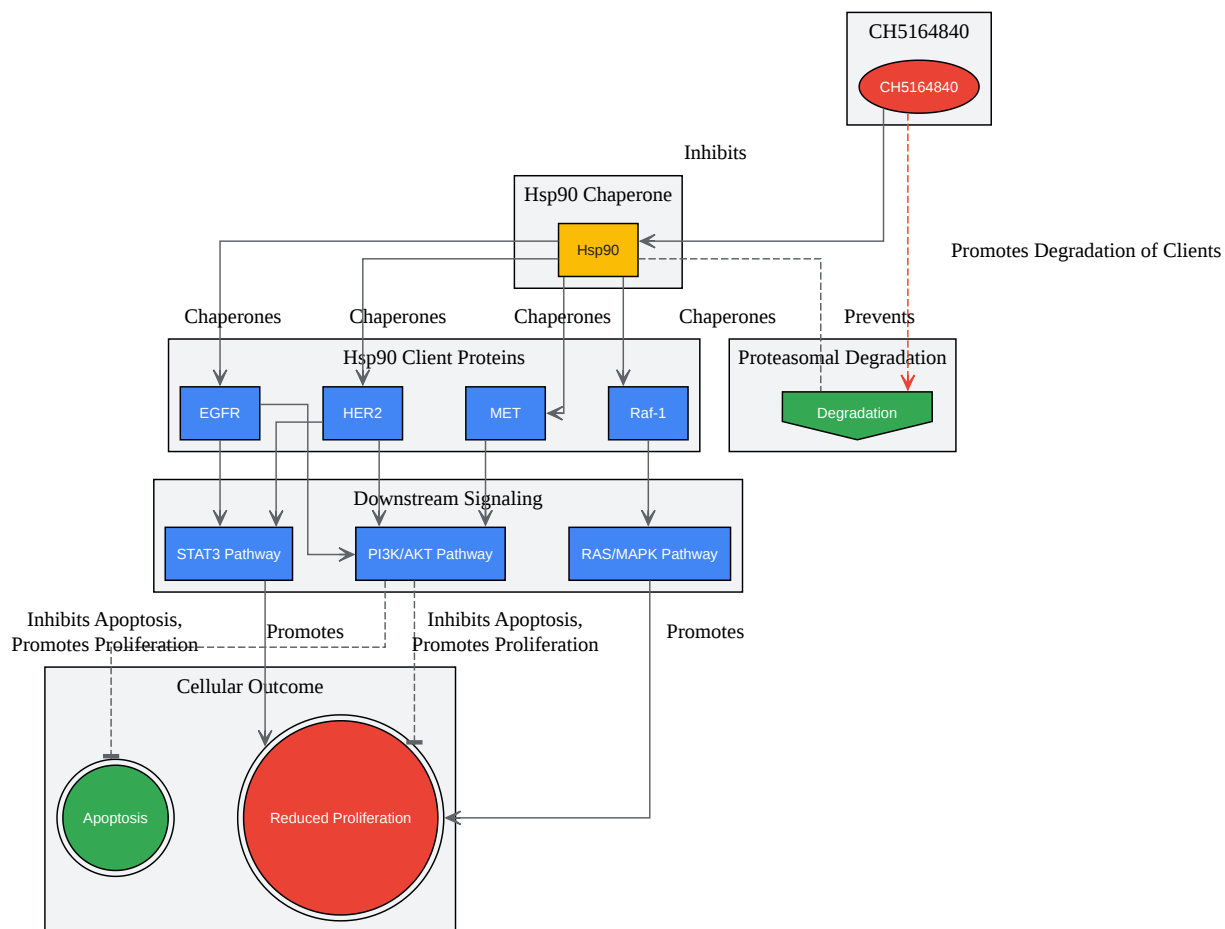 CH5164840
CH5164840
Inhibits
Hsp90 Chaperone
Hsp90
Promotes Degradation of Clients
Chaperones
Chaperones
Chaperones
Chaperones
Prevents
Hsp90 Client Proteins
Proteasomal Degradation
EGFR
HER2
MET
Raf-1
Degradation
Downstream Signaling
STAT3 Pathway
PI3K/AKT Pathway
RAS/MAPK Pathway
Inhibits Apoptosis,
Promotes Proliferation
Promotes
Inhibits Apoptosis,
Promotes Proliferation
Promotes
Cellular Outcome
Apoptosis
Reduced Proliferation